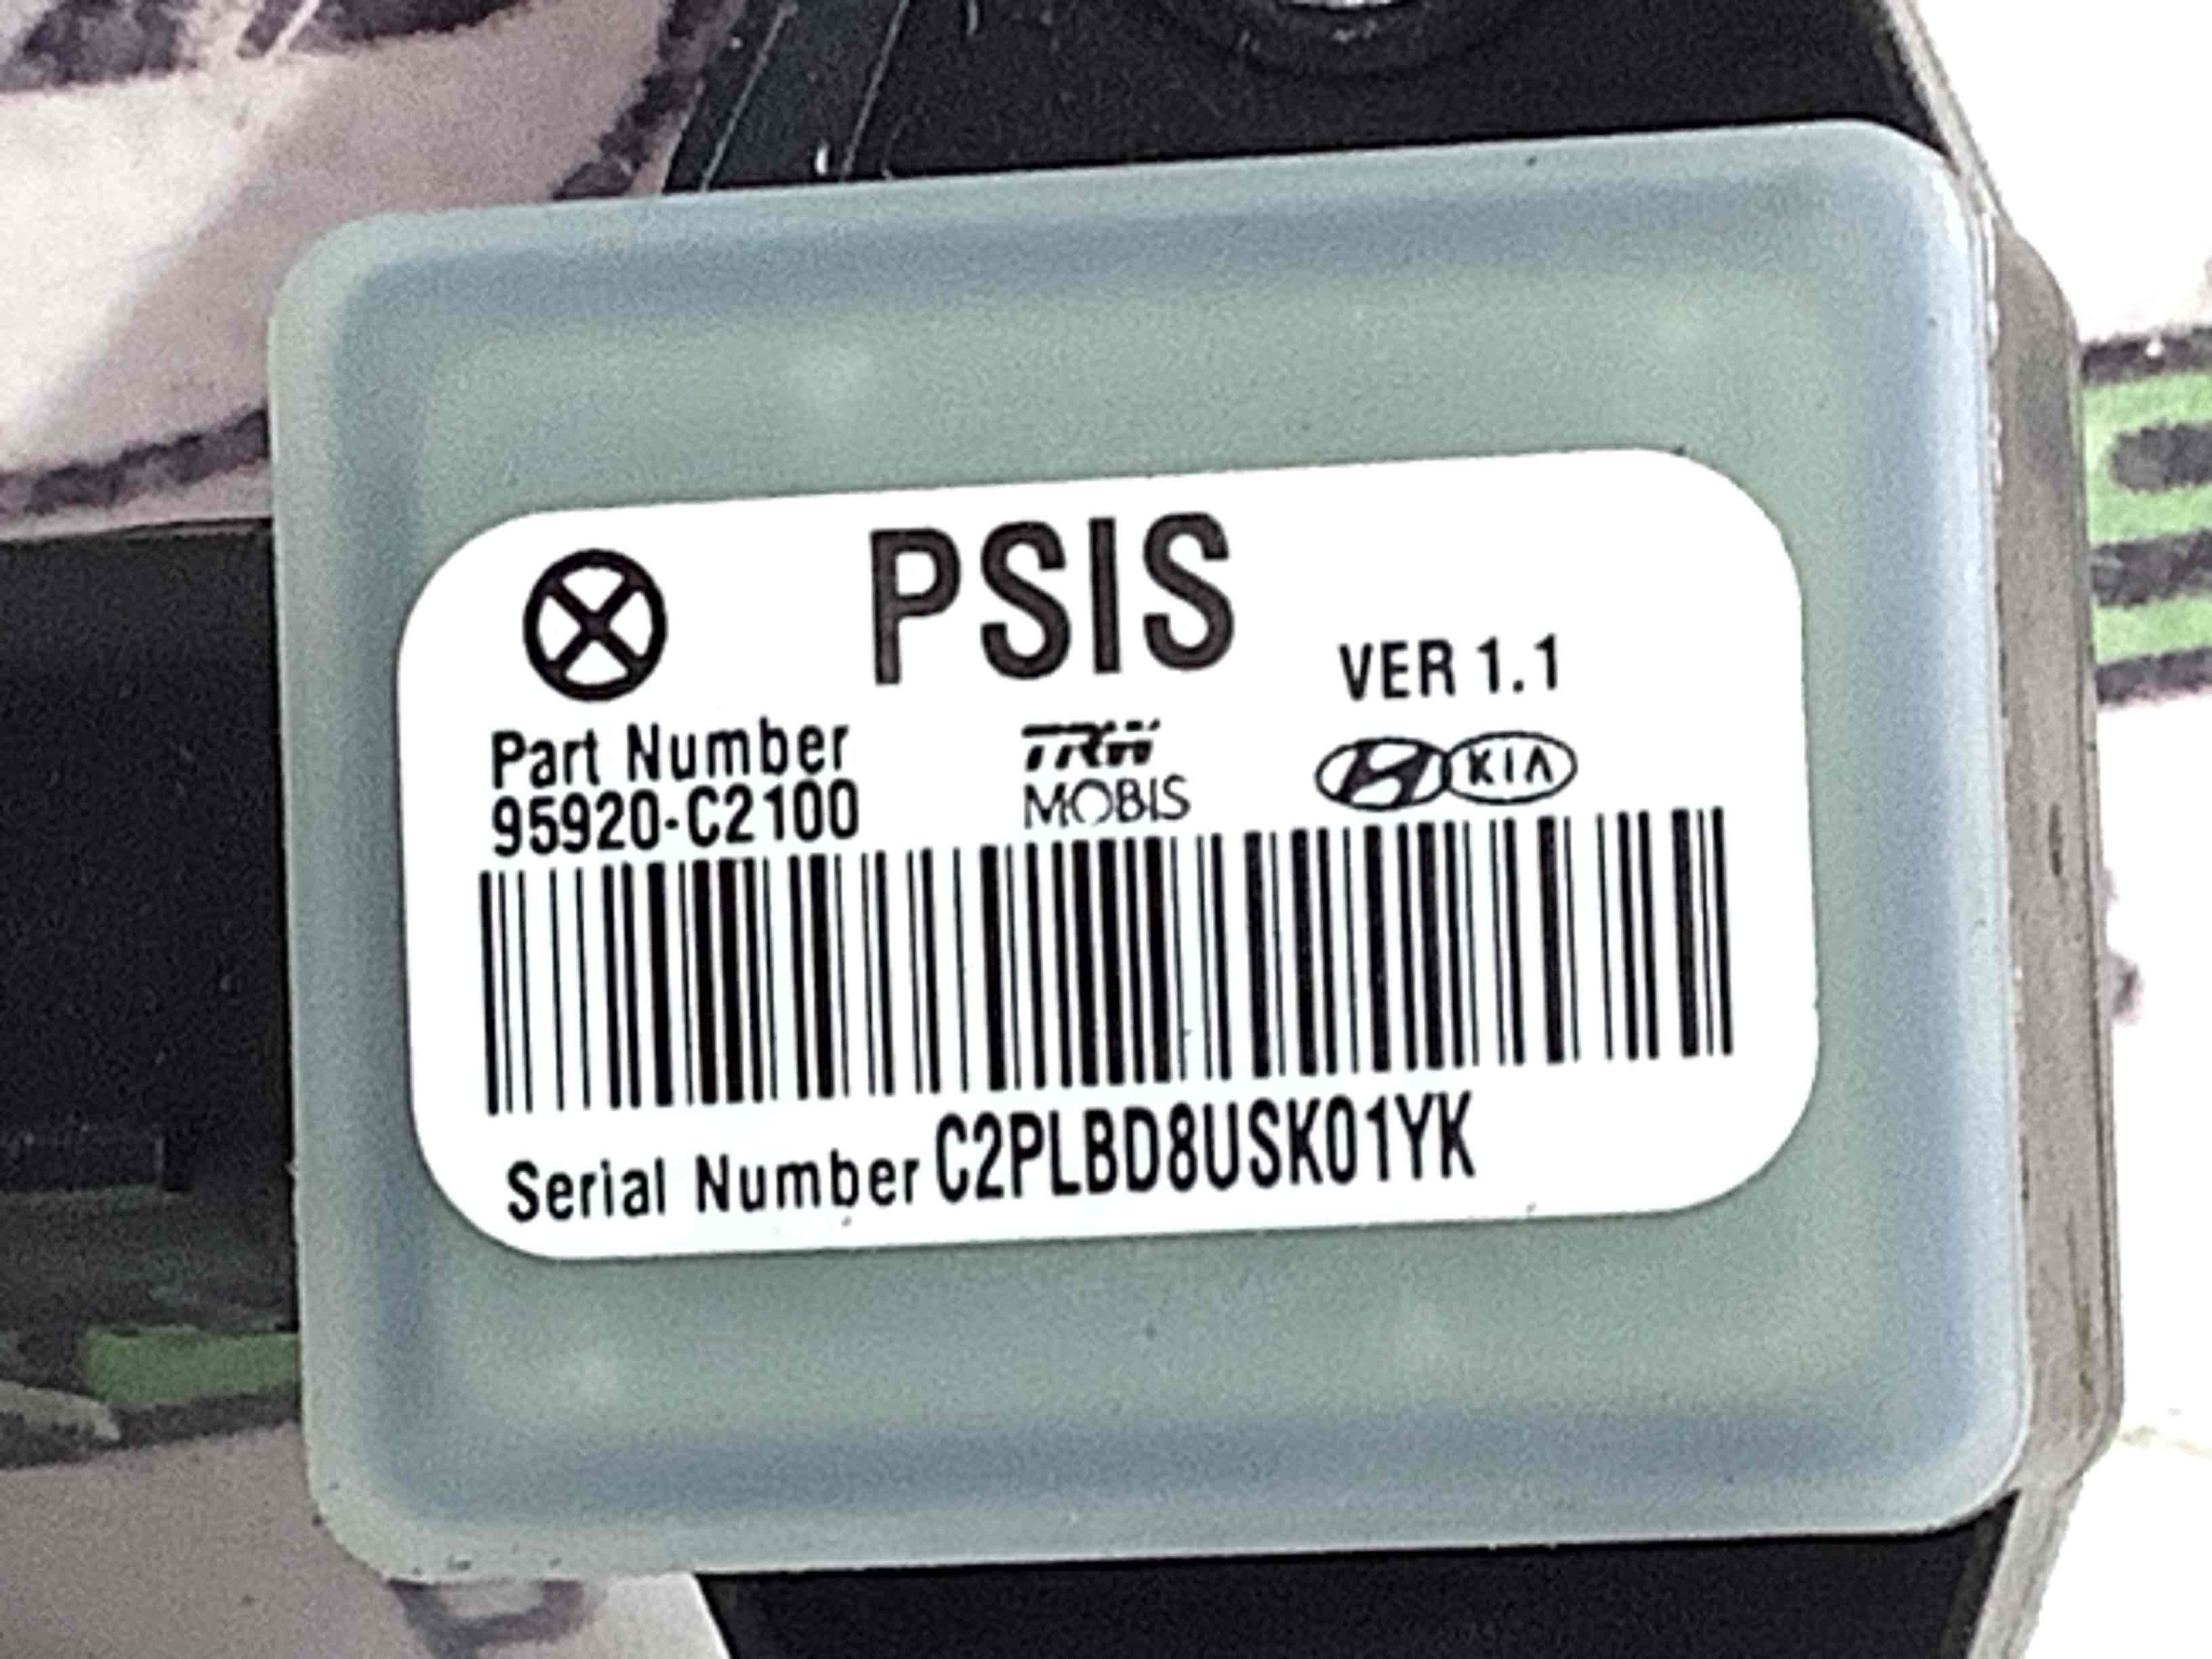 PSIS
VER 1.1
Part Number
95920-C2100
TRW
MOBIS
KIA
Serial Number C2PLBD8USK01YK